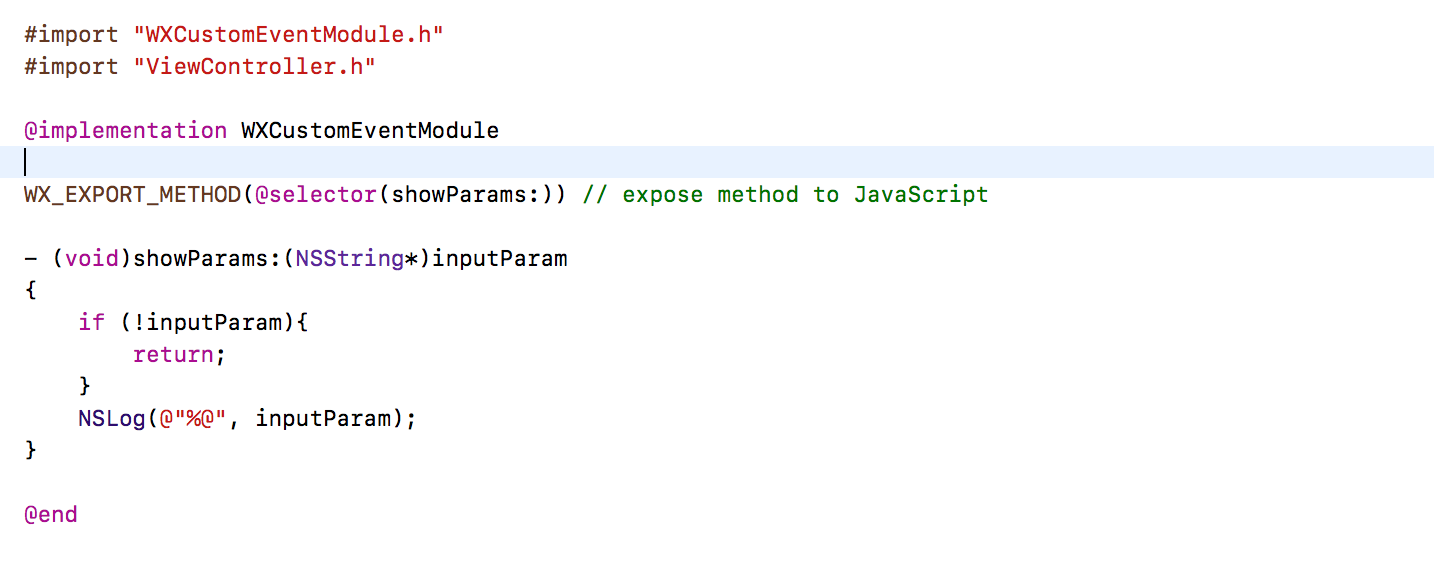 #import "WXCustomEventModule.h"
#import "ViewController.h"
@implementation WXCustomEventModule
WX_EXPORT_METHOD(@selector(showParams:)) // expose method to JavaScript
- (void)showParams:(NSString*)inputParam
{
if (!inputParam){
return;
}
NSLog(@"%@", inputParam);
}
@end